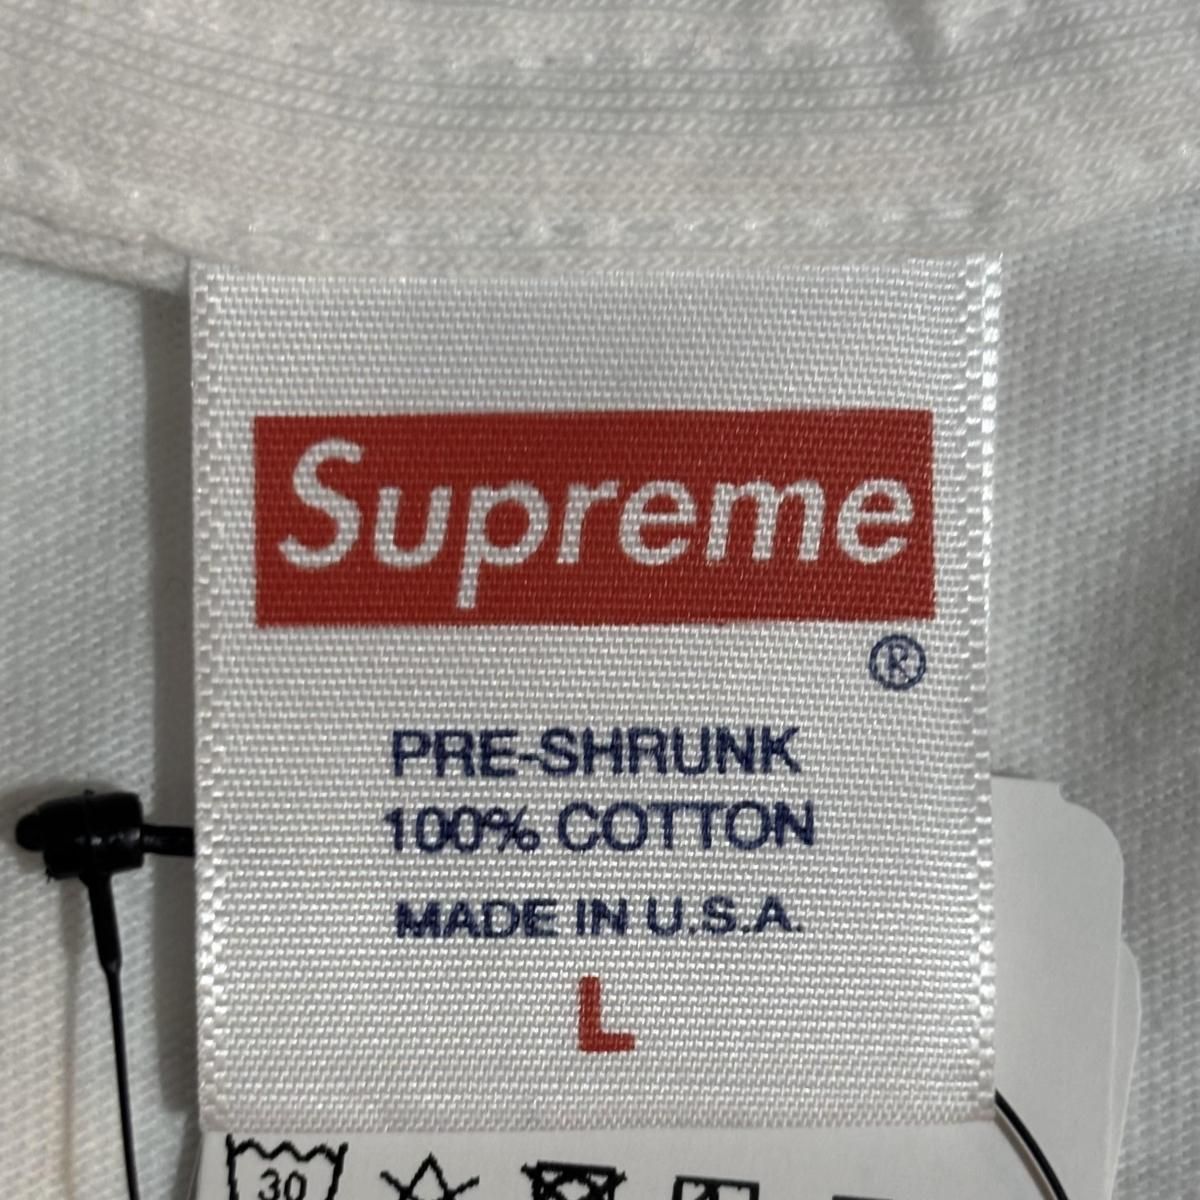 Supreme
®
PRE-SHRUNK
100% COTTON
MADE IN U.S.A.
L
30